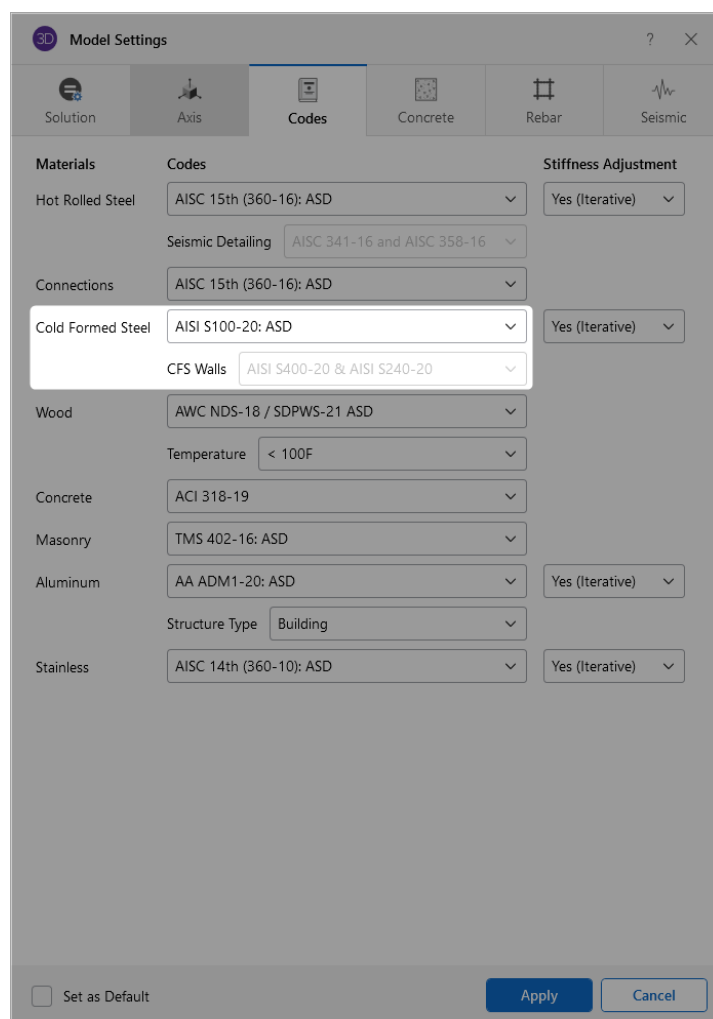 3D Model Settings ?
Solution Axis Codes Concrete Rebar Seismic
Materials Codes Stiffness Adjustment
Hot Rolled Steel AISC 15th (360-16): ASD Yes (Iterative)
Seismic Detailing AISC 341-16 and AISC 358-16
Connections AISC 15th (360-16): ASD
Cold Formed Steel AISI S100-20: ASD Yes (Iterative)
CFS Walls AISI S400-20 & AISI S240-20
Wood AWC NDS-18 / SDPWS-21 ASD
Temperature < 100F
Concrete ACI 318-19
Masonry TMS 402-16: ASD
Aluminum AA ADM1-20: ASD Yes (Iterative)
Structure Type Building
Stainless AISC 14th (360-10): ASD Yes (Iterative)
Set as Default Apply Cancel